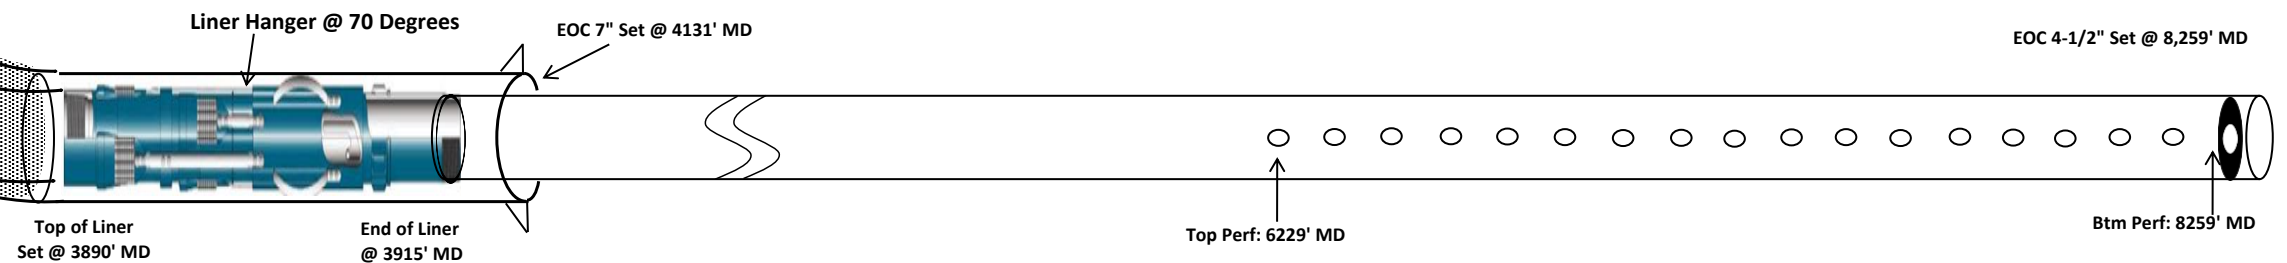 Liner Hanger @ 70 Degrees
EOC 7" Set @ 4131' MD
EOC 4-1/2" Set @ 8,259' MD
Top of Liner
Set @ 3890' MD
End of Liner
@ 3915' MD
Top Perf: 6229' MD
Btm Perf: 8259' MD